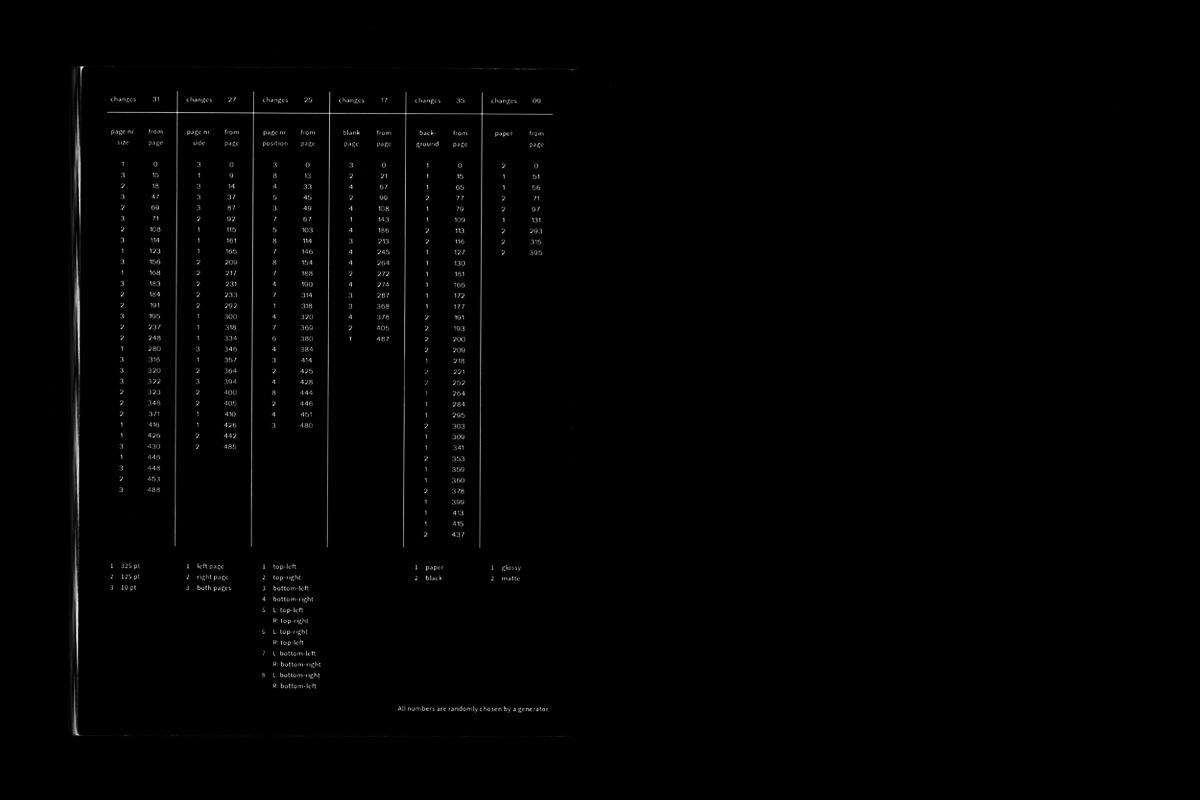 changes 31 changes 27 changes 25 changes 17 changes 35 changes 09
page nr. from page nr. from page nr. from blank from back- from paper from
size page side page position page page page ground page page
1 0 3 0 3 0 3 0 1 0 2 0
3 15 1 9 8 13 2 21 1 15 1 51
2 18 3 14 4 33 4 67 1 65 1 56
3 47 3 37 5 45 2 99 2 77 2 71
2 69 3 87 3 49 4 108 1 79 2 97
3 71 2 92 7 67 1 143 1 109 1 131
2 108 1 115 5 103 4 186 2 113 2 293
3 114 1 161 8 114 3 213 2 116 2 315
1 123 1 165 7 146 4 245 1 127 2 395
3 156 2 209 8 154 4 264 1 130
1 168 2 217 7 188 2 272 1 161
3 183 2 231 4 190 4 274 1 166
2 184 2 233 7 314 3 287 1 172
2 191 2 292 1 318 3 368 1 177
3 195 1 300 4 320 4 378 2 191
2 237 1 318 7 369 2 405 2 193
2 248 1 334 6 380 1 487 2 200
1 280 3 346 4 384 2 209
3 316 1 357 3 414 1 218
3 320 2 364 2 425 2 221
3 322 3 394 4 428 2 252
2 323 2 400 8 444 1 264
2 346 2 405 2 446 1 284
2 371 1 410 4 451 1 295
1 416 1 426 3 480 2 303
1 426 2 442 1 309
3 430 2 485 1 341
1 446 2 353
3 448 1 359
2 453 1 360
3 488 2 378
1 399
1 413
1 415
2 437
1 325 pt 1 left page 1 top-left 1 paper 1 glossy
2 125 pt 2 right page 2 top-right 2 black 2 matte
3 10 pt 3 both pages 3 bottom-left
4 bottom-right
5 L: top-left
R: top-right
6 L: top-right
R: top-left
7 L: bottom-left
R: bottom-right
8 L: bottom-right
R: bottom-left
All numbers are randomly chosen by a generator.